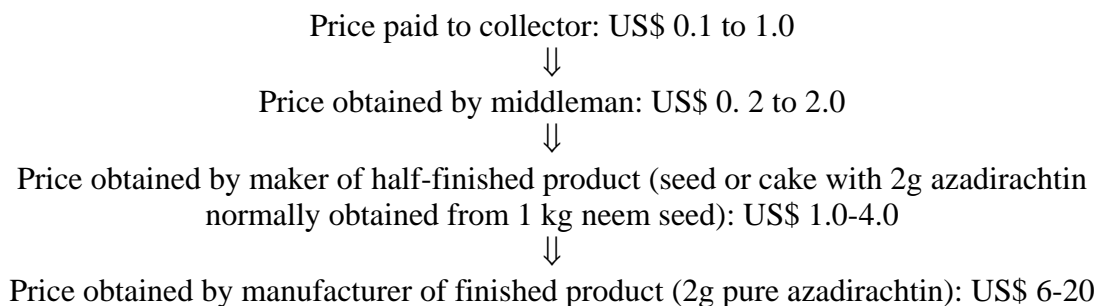 Price paid to collector: US$ 0.1 to 1.0
⇓
Price obtained by middleman: US$ 0. 2 to 2.0
⇓
Price obtained by maker of half-finished product (seed or cake with 2g azadirachtin
normally obtained from 1 kg neem seed): US$ 1.0-4.0
⇓
Price obtained by manufacturer of finished product (2g pure azadirachtin): US$ 6-20